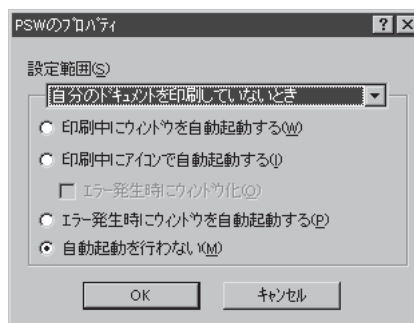 PSWのプロパティ
設定範囲(S)
自分のドキュメントを印刷していないとき
印刷中にウィンドウを自動起動する(W)
印刷中にアイコンで自動起動する(I)
エラー発生時にウィンドウ化(O)
エラー発生時にウィンドウを自動起動する(P)
自動起動を行わない(M)
OK
キャンセル